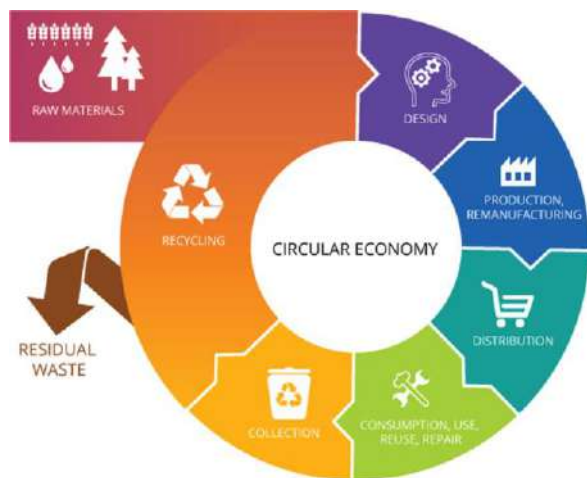 RAW MATERIALS
DESIGN
PRODUCTION,
REMANUFACTURING
RECYCLING
CIRCULAR ECONOMY
DISTRIBUTION
RESIDUAL
WASTE
CONSUMPTION, USE,
REUSE, REPAIR
COLLECTION